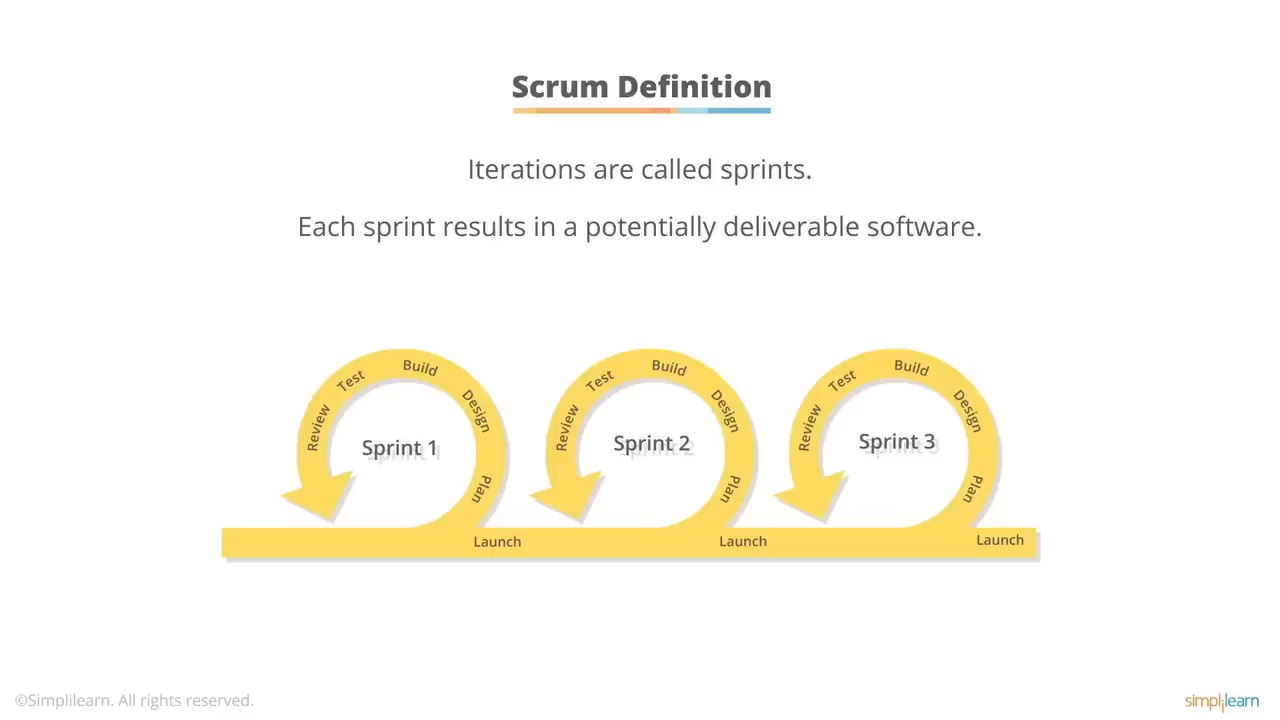 Scrum Definition
Iterations are called sprints.
Each sprint results in a potentially deliverable software.
Sprint 1
Plan
Design
Build
Test
Review
Launch
Sprint 2
Plan
Design
Build
Test
Review
Launch
Sprint 3
Plan
Design
Build
Test
Review
Launch
©Simplilearn. All rights reserved.
simplilearn